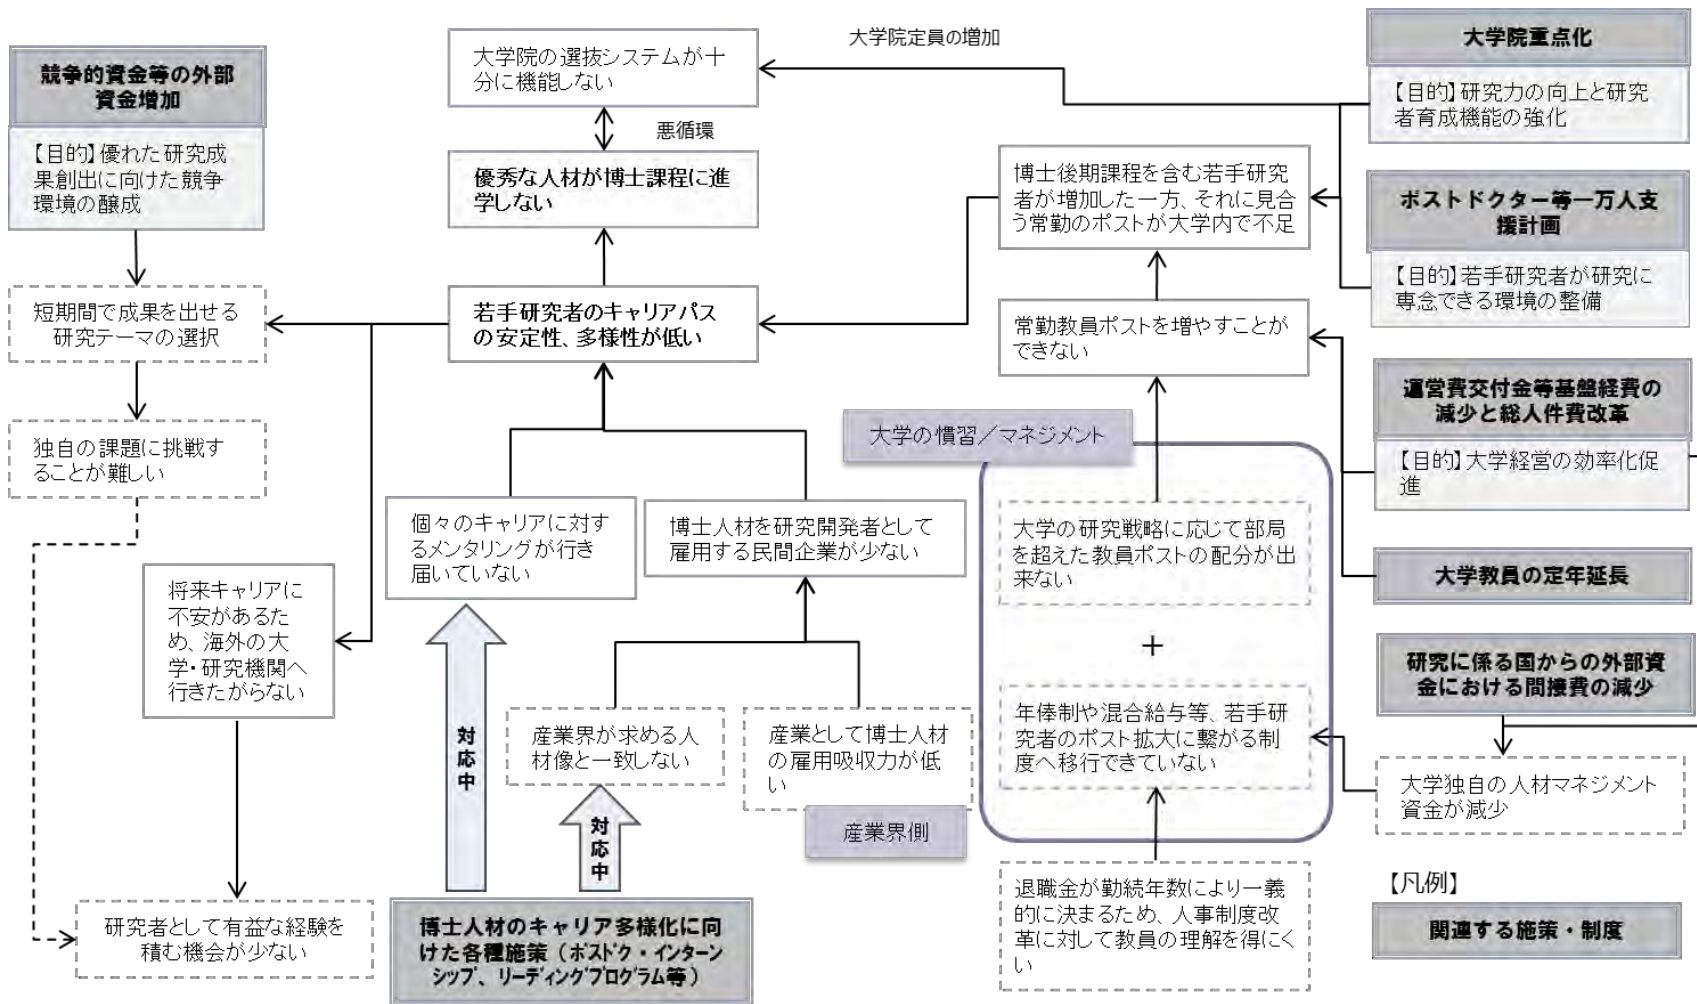 競争的資金等の外部
資金増加
【目的】優れた研究成
果創出に向けた競争
環境の醸成
短期間で成果を出せる
研究テーマの選択
独自の課題に挑戦す
ることが難しい
将来キャリアに
不安があるた
め、海外の大
学・研究機関へ
行きたがらない
研究者として有益な経験を
積む機会が少ない
大学院の選抜システムが十
分に機能しない
悪循環
優秀な人材が博士課程に進
学しない
若手研究者のキャリアパス
の安定性、多様性が低い
個々のキャリアに対す
るメンタリングが行き
届いていない
博士人材を研究開発者として
雇用する民間企業が少ない
産業界が求める人
材像と一致しない
産業として博士人材
の雇用吸収力が低
い
産業界側
対応中
対応中
博士人材のキャリア多様化に向
けた各種施策（ポストク・インターン
シップ、リーディングプログラム等）
大学院定員の増加
博士後期課程を含む若手研究
者が増加した一方、それに見合
う常勤のポストが大学内で不足
常勤教員ポストを増やすことが
できない
大学の慣習／マネジメント
大学の研究戦略に応じて部局
を超えた教員ポストの配分が出
来ない
+
年俸制や混合給与等、若手研
究者のポスト拡大に繋がる制
度へ移行できていない
退職金が勤続年数により一義
的に決まるため、人事制度改
革に対して教員の理解を得にく
い
大学院重点化
【目的】研究力の向上と研究
者育成機能の強化
ポストドクター等一万人支
援計画
【目的】若手研究者が研究に
専念できる環境の整備
運営費交付金等基盤経費の
減少と総人件費改革
【目的】大学経営の効率化促
進
大学教員の定年延長
研究に係る国からの外部資
金における間接費の減少
大学独自の人材マネジメント
資金が減少
【凡例】
関連する施策・制度